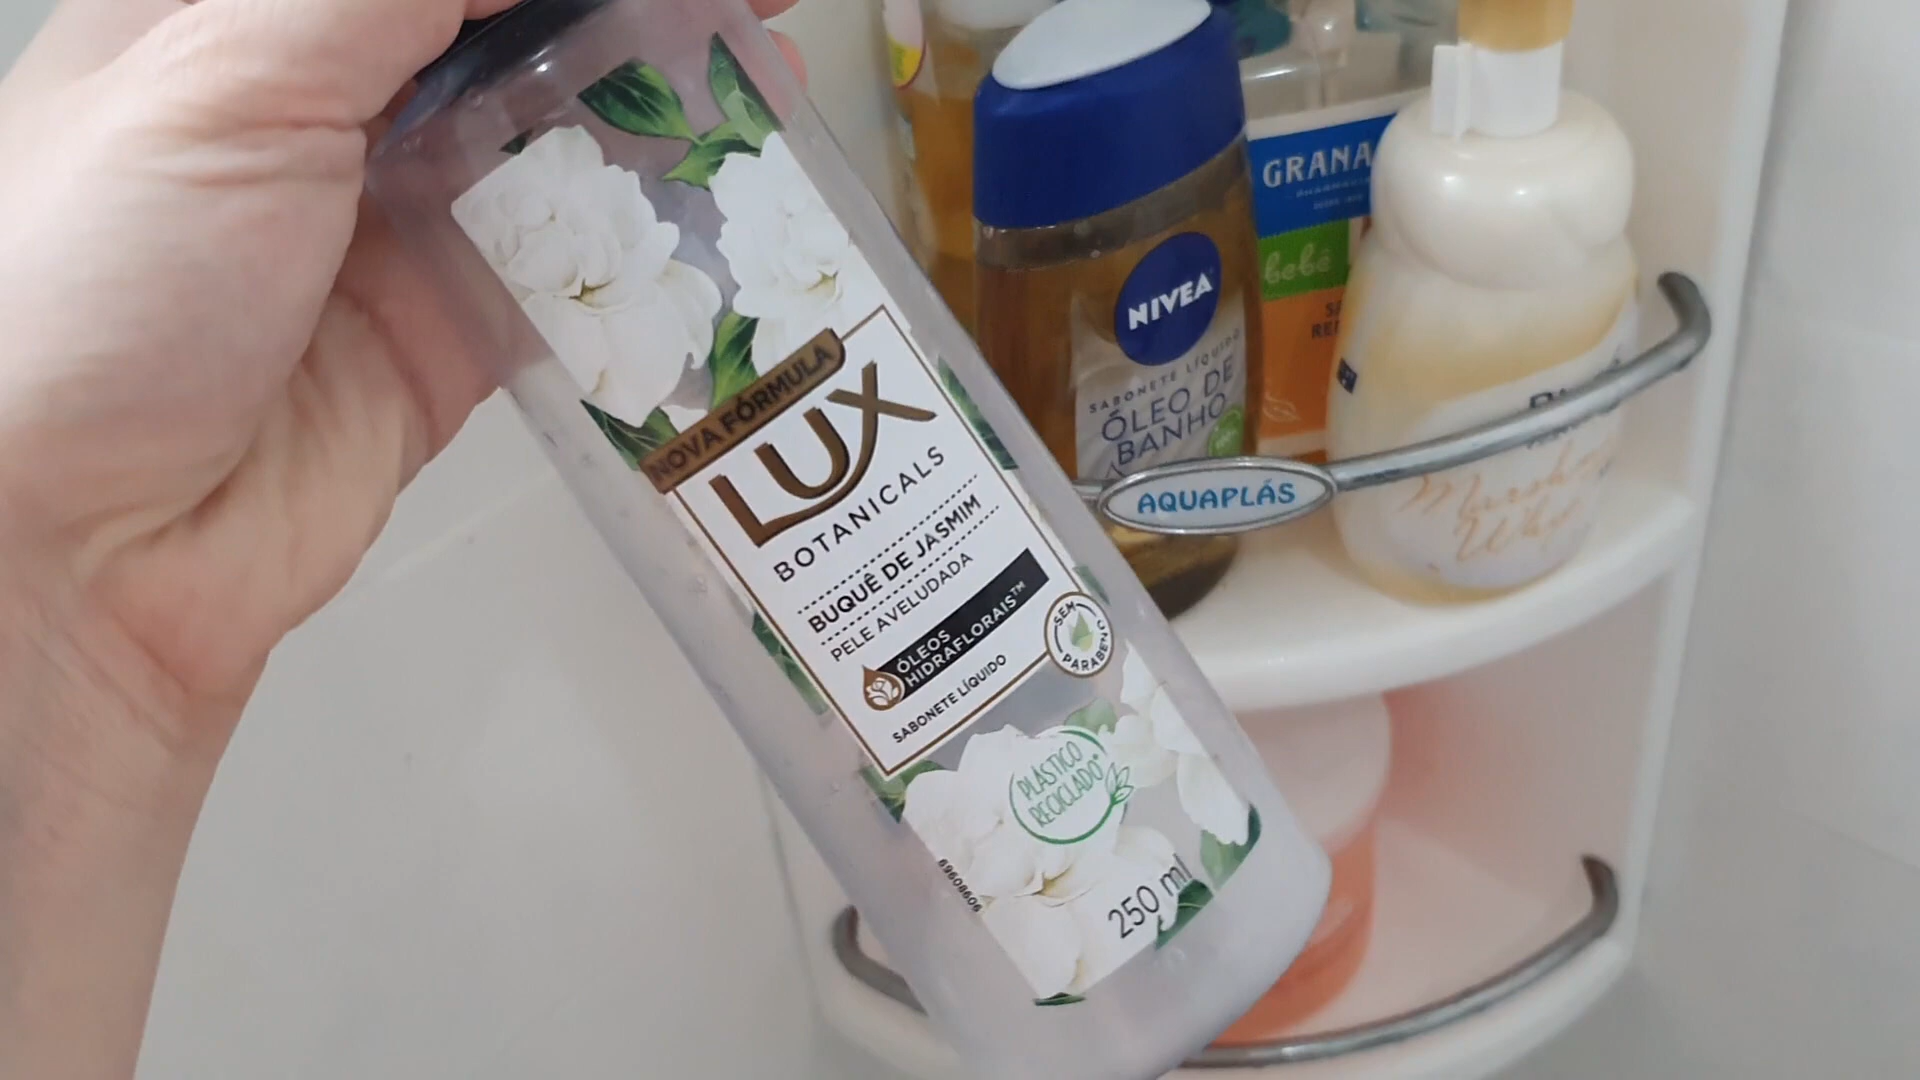 NOVA FÓRMULA
LUX
BOTANICALS
BUQUÊ DE JASMIM
PELE AVELUDADA
ÓLEOS
HIDRAFLORAIS™
SABONETE LÍQUIDO
SEM
PARABENO
PLÁSTICO
RECICLADO*
250 ml
69608606
NIVEA
SABONETE LÍQUIDO
ÓLEO DE
BANHO
AQUAPLÁS
bebê